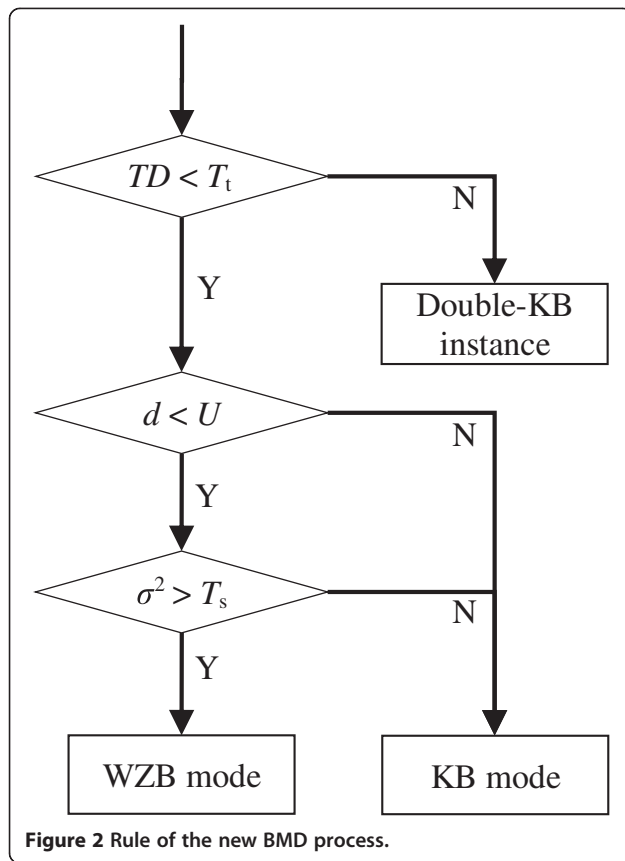 TD < Tt
N
Y
Double-KB
instance
d < U
N
Y
σ² > Ts
N
Y
WZB mode
KB mode
Figure 2 Rule of the new BMD process.